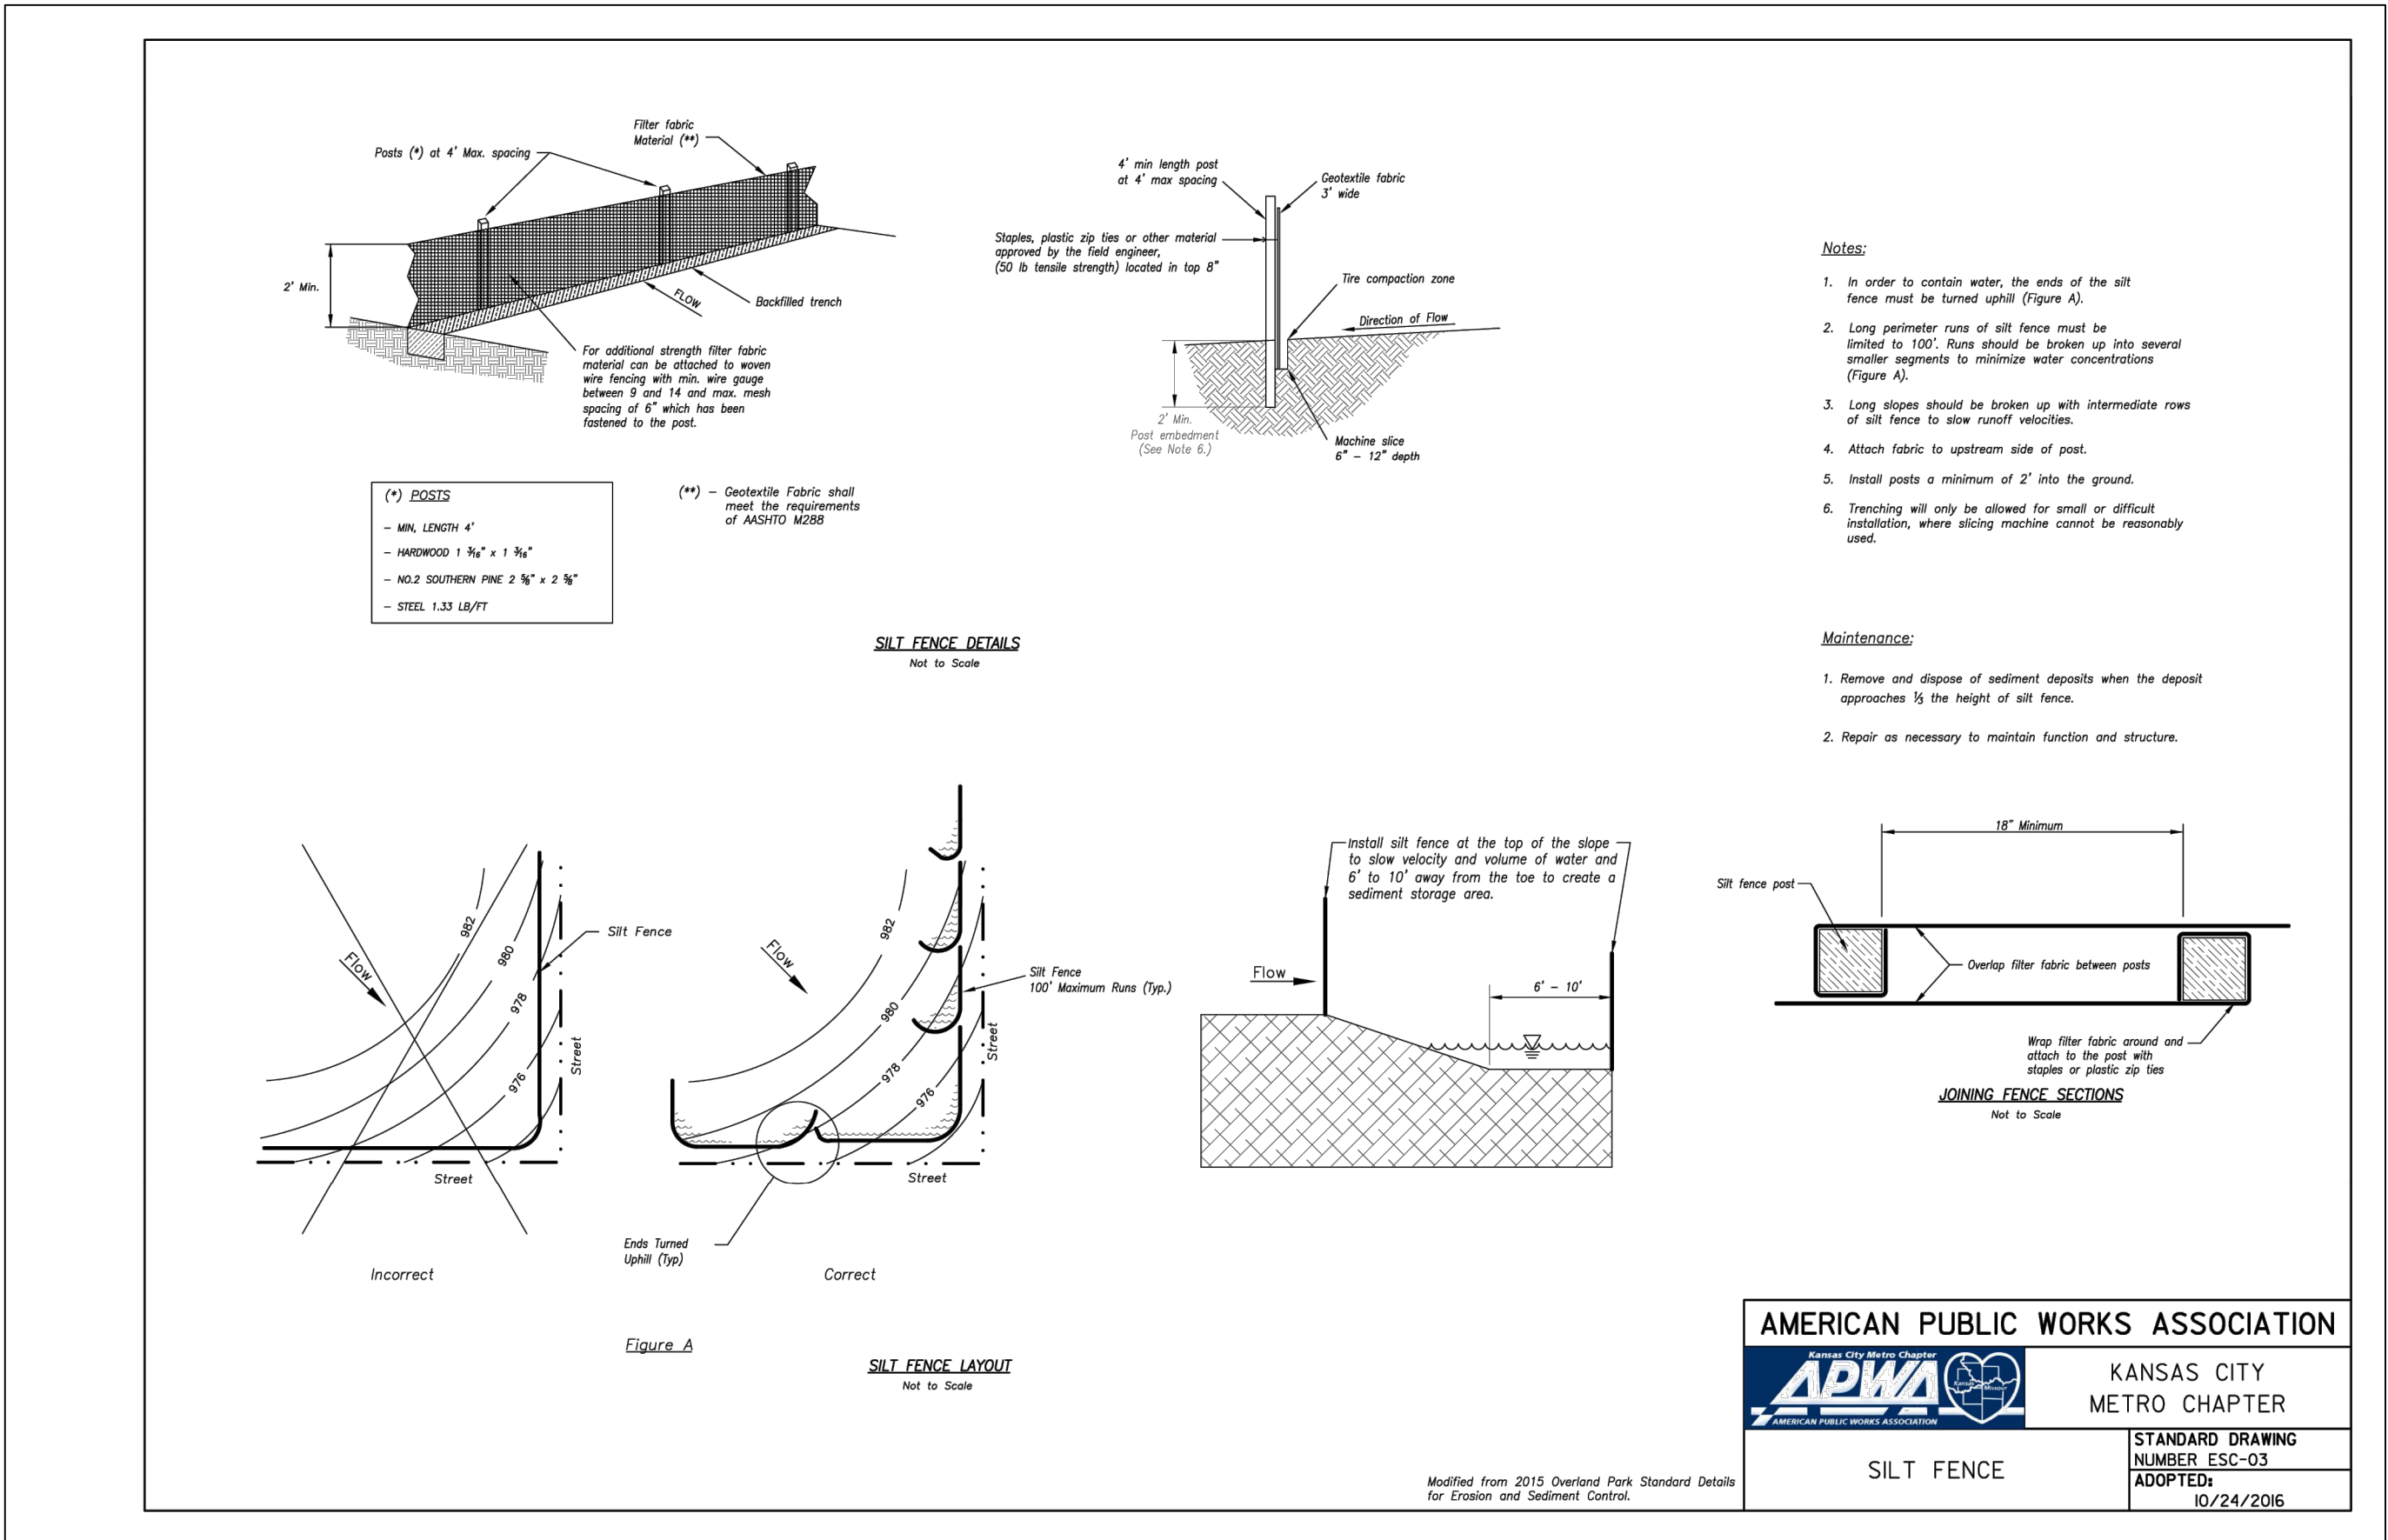 Filter fabric
Material (**)
Posts (*) at 4' Max. spacing
2' Min.
FLOW
Backfilled trench
For additional strength filter fabric
material can be attached to woven
wire fencing with min. wire gauge
between 9 and 14 and max. mesh
spacing of 6" which has been
fastened to the post.
4' min length post
at 4' max spacing
Geotextile fabric
3' wide
Staples, plastic zip ties or other material
approved by the field engineer,
(50 lb tensile strength) located in top 8"
Tire compaction zone
Direction of Flow
2' Min.
Post embedment
(See Note 6.)
Machine slice
6" – 12" depth
(*) POSTS
– MIN, LENGTH 4'
– HARDWOOD 1 3/16" x 1 3/16"
– NO.2 SOUTHERN PINE 2 5/8" x 2 5/8"
– STEEL 1.33 LB/FT
(**) – Geotextile Fabric shall
meet the requirements
of AASHTO M288
SILT FENCE DETAILS
Not to Scale
Notes:
1. In order to contain water, the ends of the silt
fence must be turned uphill (Figure A).
2. Long perimeter runs of silt fence must be
limited to 100'. Runs should be broken up into several
smaller segments to minimize water concentrations
(Figure A).
3. Long slopes should be broken up with intermediate rows
of silt fence to slow runoff velocities.
4. Attach fabric to upstream side of post.
5. Install posts a minimum of 2' into the ground.
6. Trenching will only be allowed for small or difficult
installation, where slicing machine cannot be reasonably
used.
Maintenance:
1. Remove and dispose of sediment deposits when the deposit
approaches 1/3 the height of silt fence.
2. Repair as necessary to maintain function and structure.
Flow
982
980
978
976
Silt Fence
Street
Street
Incorrect
Flow
982
980
978
976
Silt Fence
100' Maximum Runs (Typ.)
Street
Street
Ends Turned
Uphill (Typ)
Correct
Figure A
SILT FENCE LAYOUT
Not to Scale
Install silt fence at the top of the slope
to slow velocity and volume of water and
6' to 10' away from the toe to create a
sediment storage area.
Flow
6' – 10'
18" Minimum
Silt fence post
Overlap filter fabric between posts
Wrap filter fabric around and
attach to the post with
staples or plastic zip ties
JOINING FENCE SECTIONS
Not to Scale
Modified from 2015 Overland Park Standard Details
for Erosion and Sediment Control.
AMERICAN PUBLIC WORKS ASSOCIATION
Kansas City Metro Chapter
APWA
Kansas
Missouri
AMERICAN PUBLIC WORKS ASSOCIATION
KANSAS CITY
METRO CHAPTER
SILT FENCE
STANDARD DRAWING
NUMBER ESC-03
ADOPTED:
10/24/2016